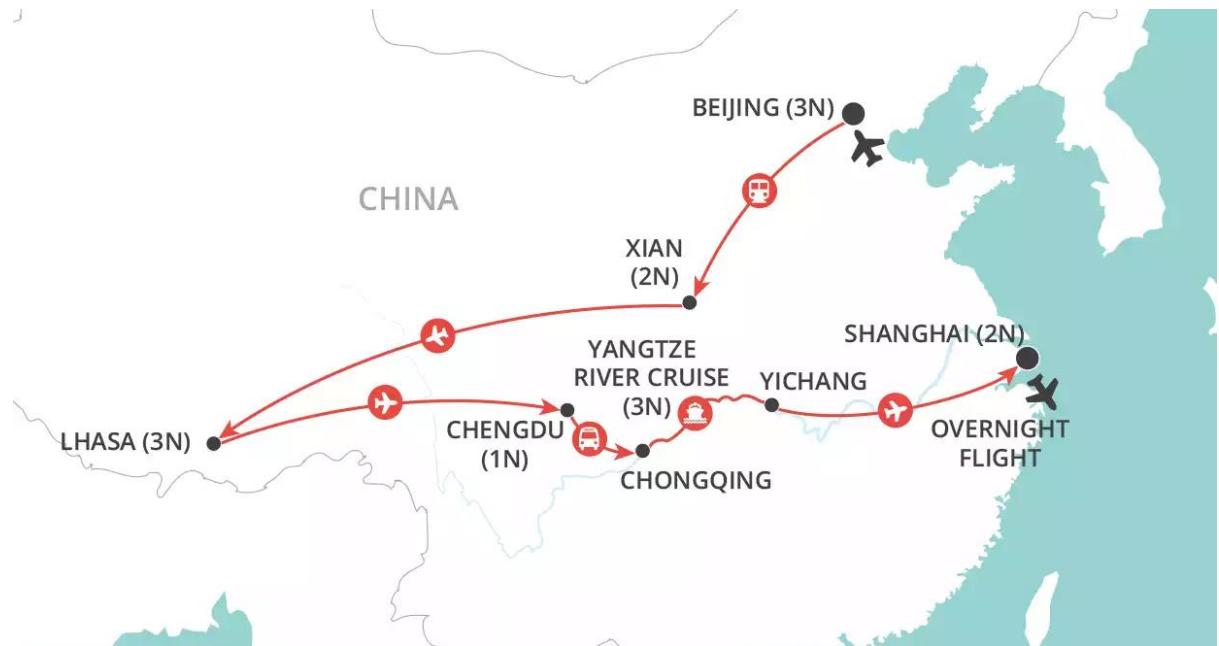 BEIJING (3N)
CHINA
XIAN
(2N)
SHANGHAI (2N)
YANGTZE
RIVER CRUISE
(3N)
YICHANG
LHASA (3N)
CHENGDU
(1N)
OVERNIGHT
FLIGHT
CHONGQING